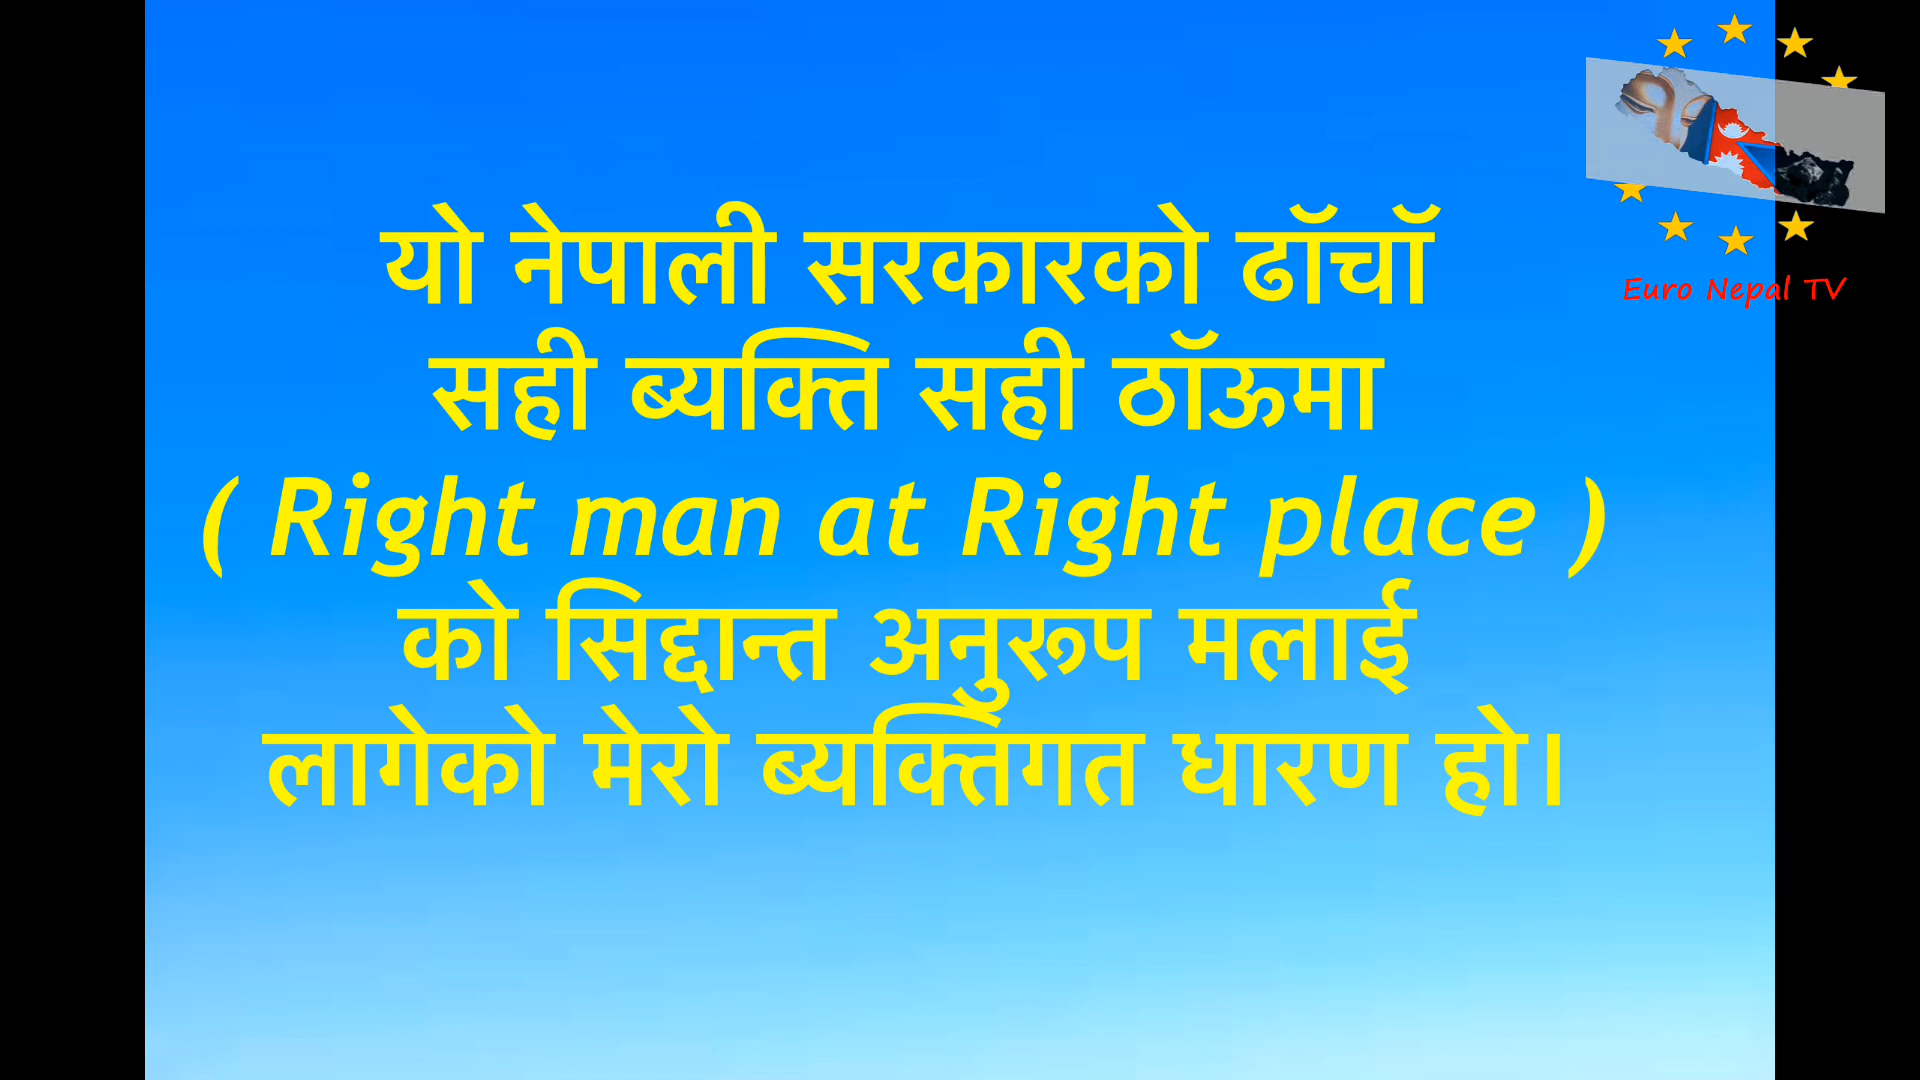 यो नेपाली सरकारको ढॉचॉ
सही ब्यक्ति सही ठॉऊमा
( Right man at Right place )
को सिद्दान्त अनुरूप मलाई
लागेको मेरो ब्यक्तिगत धारण हो।
Euro Nepal TV